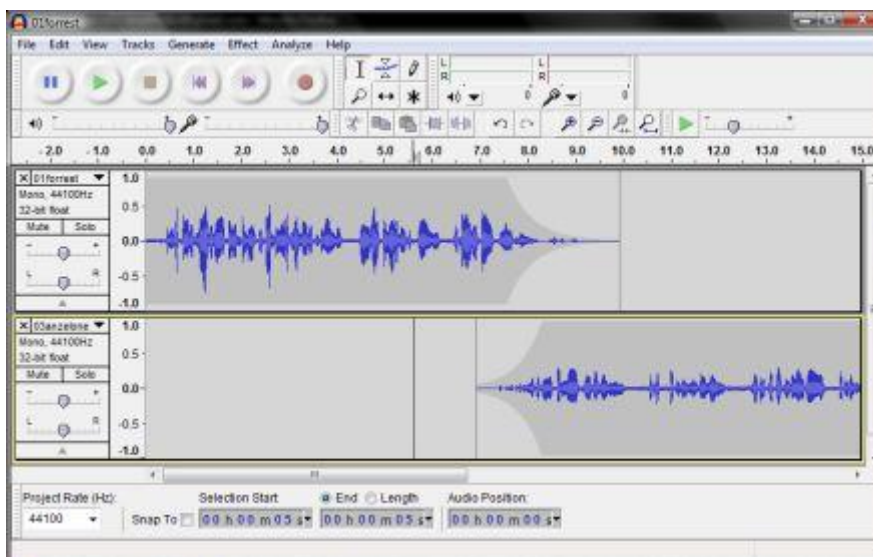 01forrest
File Edit View Tracks Generate Effect Analyze Help
L
R
L
R
0
0
- 2.0 - 1.0 0.0 1.0 2.0 3.0 4.0 5.0 6.0 7.0 8.0 9.0 10.0 11.0 12.0 13.0 14.0 15.0
X 01forrest
Mono, 44100Hz
32-bit float
Mute Solo
- +
L R
1.0
0.5
0.0
-0.5
-1.0
X 03anzelone
Mono, 44100Hz
32-bit float
Mute Solo
- +
L R
1.0
0.5
0.0
-0.5
-1.0
Project Rate (Hz): Selection Start End Length Audio Position:
44100 Snap To 00 h 00 m 05 s 00 h 00 m 05 s 00 h 00 m 00 s